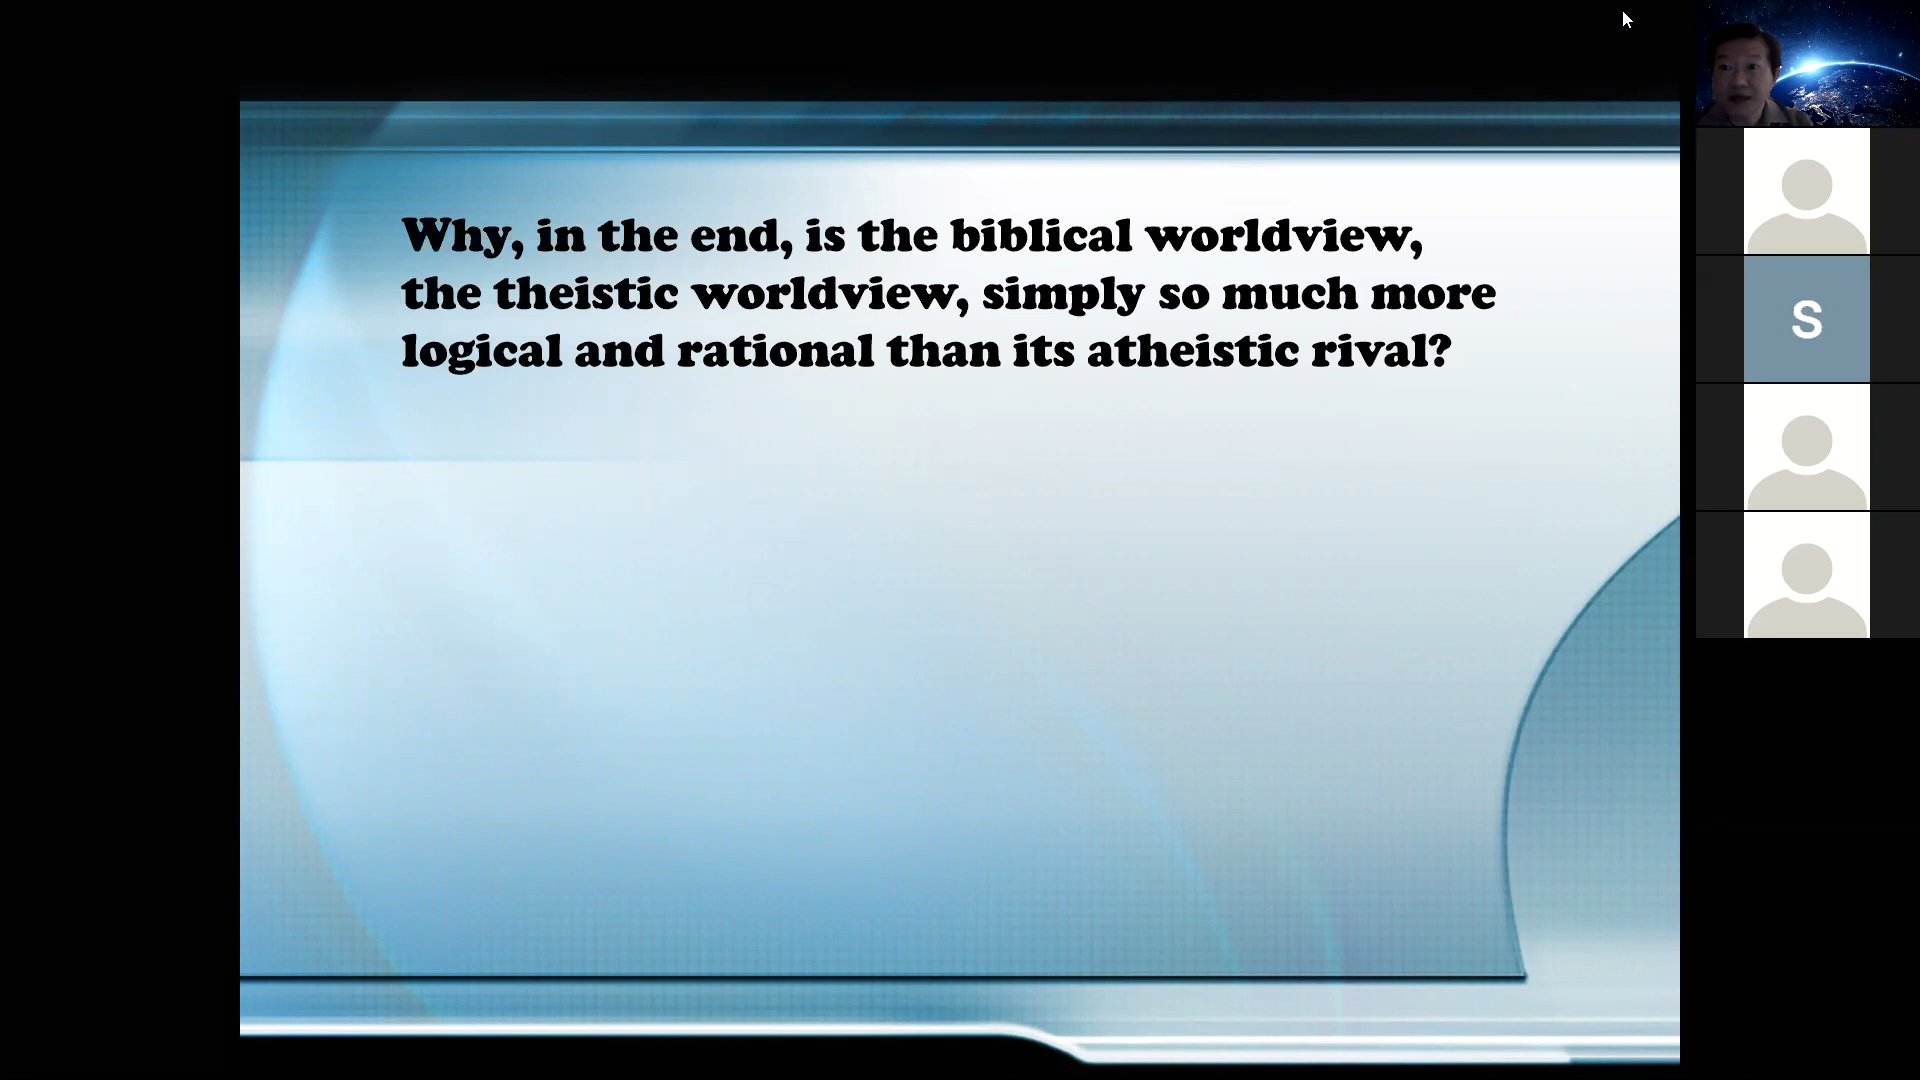 Why, in the end, is the biblical worldview,
the theistic worldview, simply so much more
logical and rational than its atheistic rival?
S